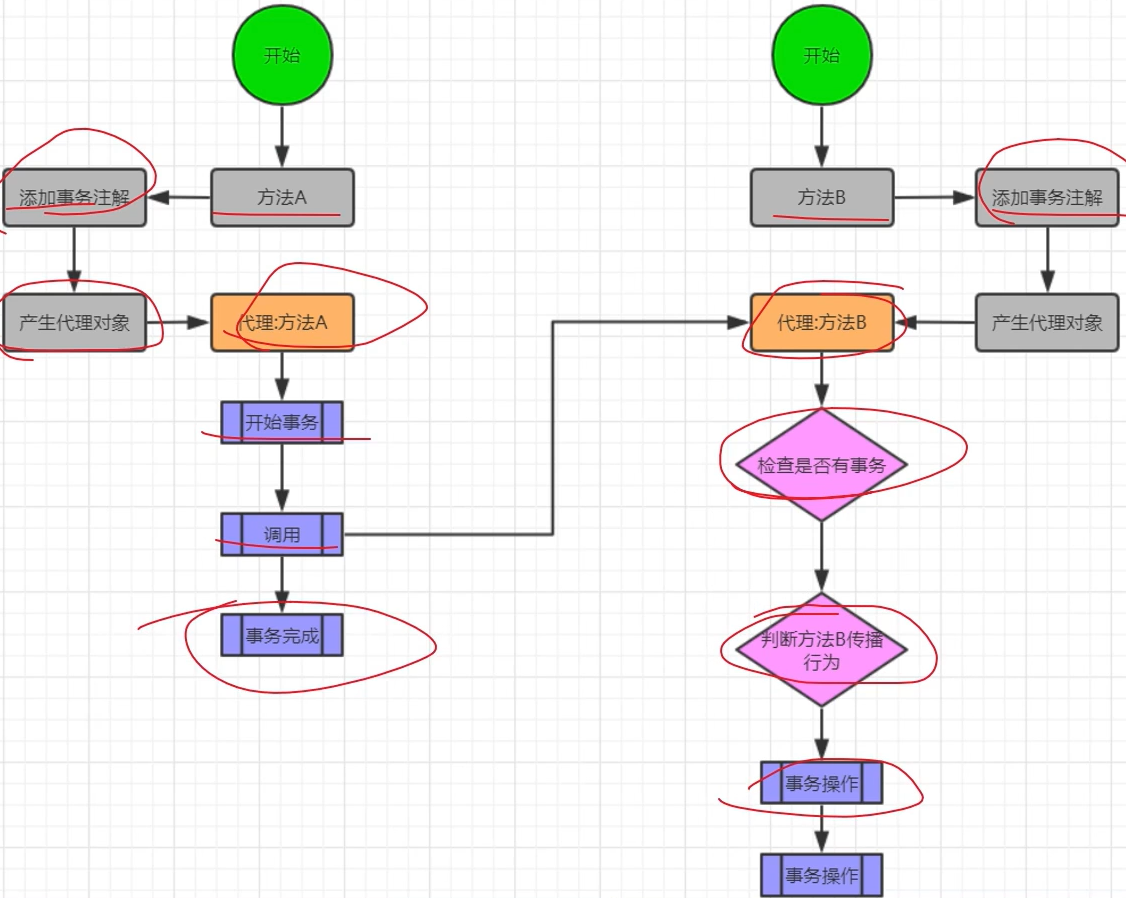 开始
方法A
添加事务注解
产生代理对象
代理:方法A
开始事务
调用
事务完成
开始
方法B
添加事务注解
产生代理对象
代理:方法B
检查是否有事务
判断方法B传播
行为
事务操作
事务操作